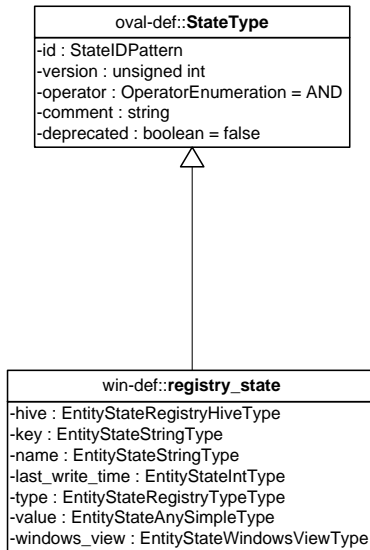 oval-def::StateType
-id : StateIDPattern
-version : unsigned int
-operator : OperatorEnumeration = AND
-comment : string
-deprecated : boolean = false
win-def::registry_state
-hive : EntityStateRegistryHiveType
-key : EntityStateStringType
-name : EntityStateStringType
-last_write_time : EntityStateIntType
-type : EntityStateRegistryTypeType
-value : EntityStateAnySimpleType
-windows_view : EntityStateWindowsViewType